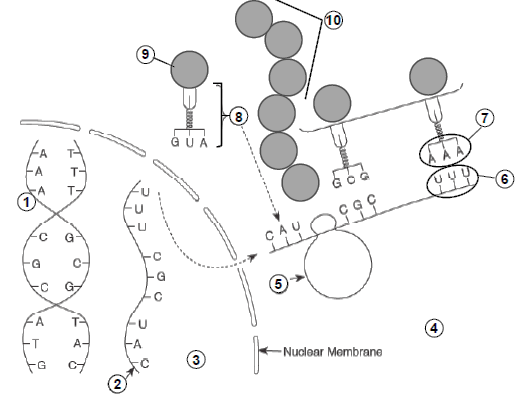 10
9
8
G U A
7
A A A
6
U U U
G C G
C G C
C A U
5
4
1
A T
A T
A T
C G
G C
C G
A T
T A
G C
U
U
U
C
G
C
U
A
C
2
3
Nuclear Membrane